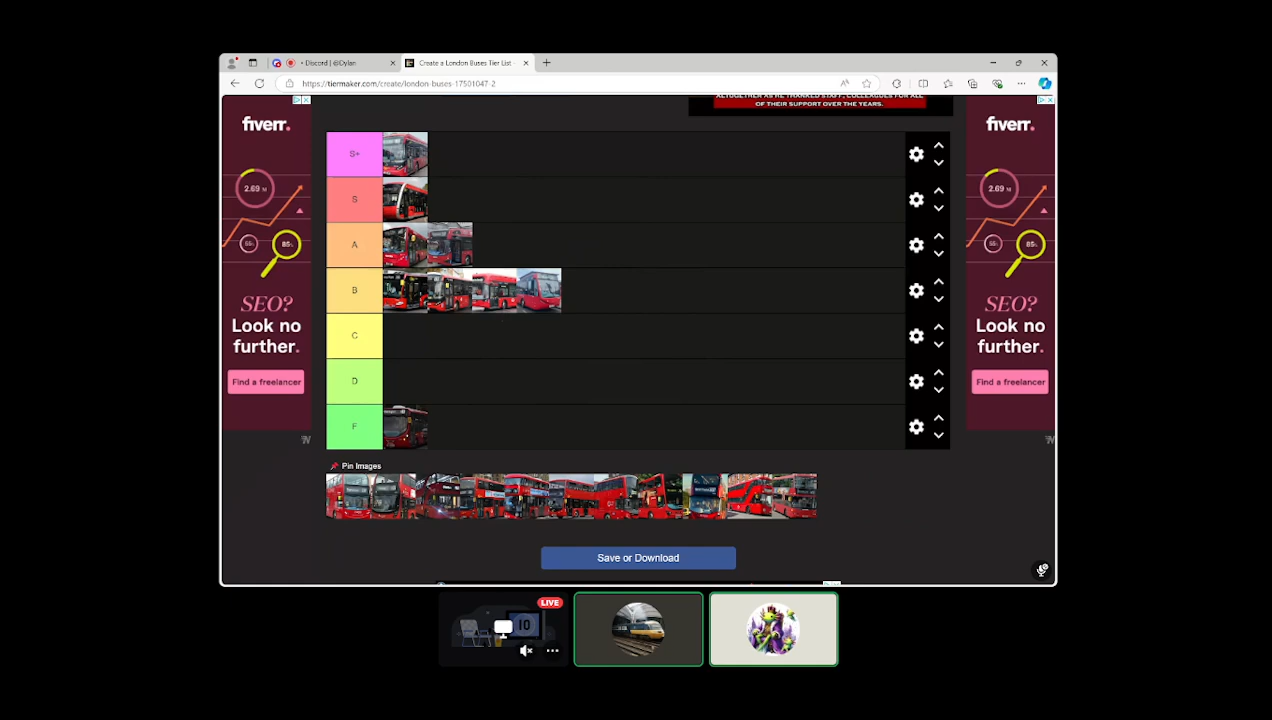 • Discord | @Dylan
Create a London Buses Tier List -
https://tiermaker.com/create/london-buses-17501047-2
ALTOGETHER AS HE THANKED STAFF, COLLEAGUES FOR ALL
OF THEIR SUPPORT OVER THE YEARS.
fiverr.
2.69 M
85%
SEO?
Look no
further.
Find a freelancer
S+
S
A
B
C
D
F
fiverr.
2.69 M
85%
SEO?
Look no
further.
Find a freelancer
Pin Images
Save or Download
LIVE
10